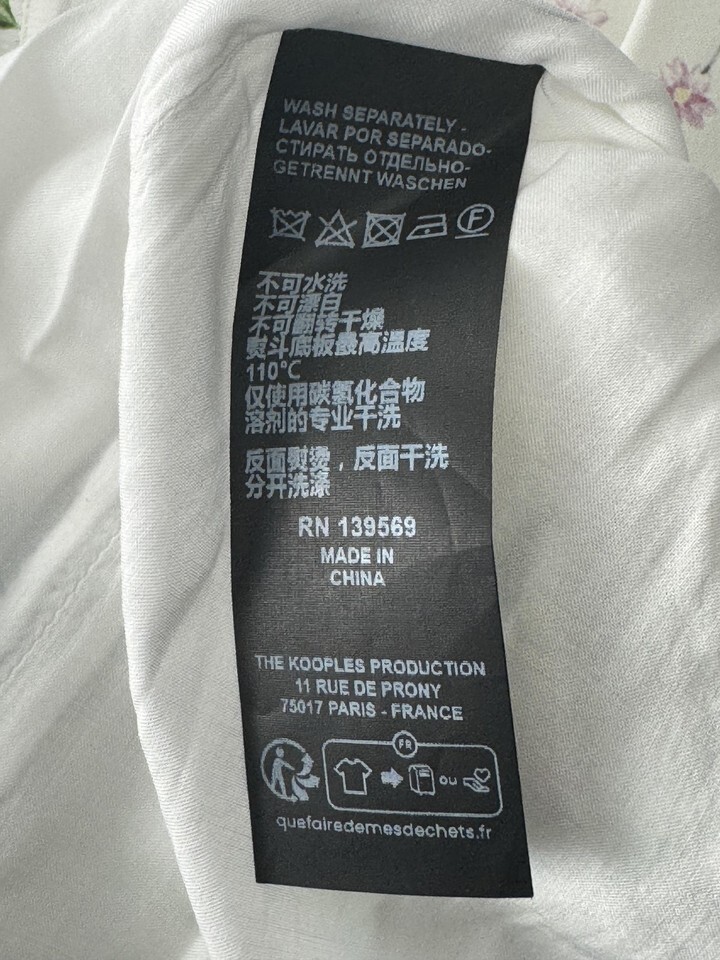 WASH SEPARATELY -
LAVAR POR SEPARADO-
СТИРАТЬ ОТДЕЛЬНО-
GETRENNT WASCHEN
F
不可水洗
不可漂白
不可翻转干燥
熨斗底板最高温度
110°C
仅使用碳氢化合物
溶剂的专业干洗
反面熨烫，反面干洗
分开洗涤
RN 139569
MADE IN
CHINA
THE KOOPLES PRODUCTION
11 RUE DE PRONY
75017 PARIS - FRANCE
FR
ou
quefairedemesdechets.fr